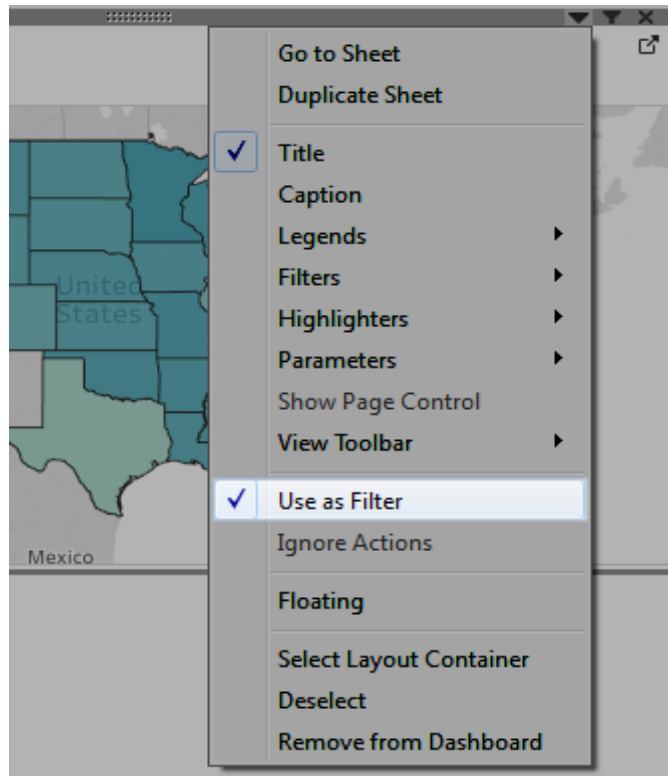 Go to Sheet
Duplicate Sheet
Title
Caption
Legends
Filters
Highlighters
Parameters
Show Page Control
View Toolbar
Use as Filter
Ignore Actions
Floating
Select Layout Container
Deselect
Remove from Dashboard
United
States
Mexico